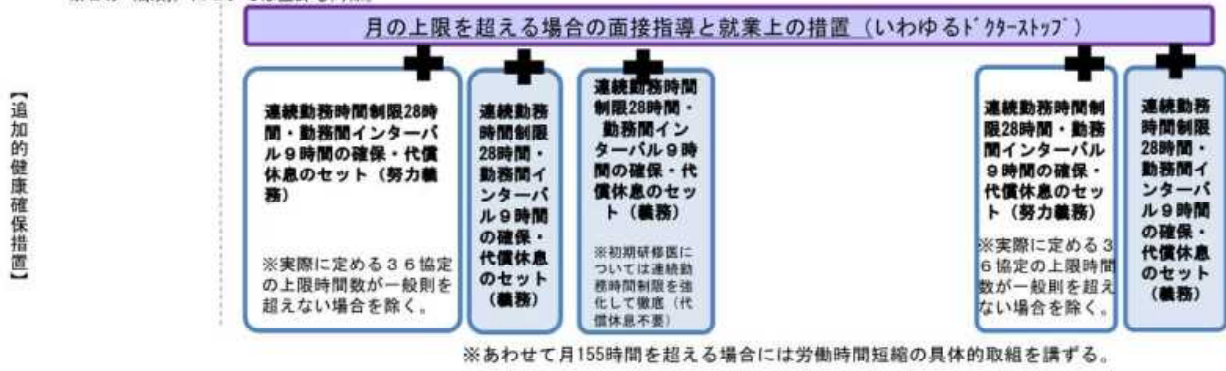 月の上限を超える場合の面接指導と就業上の措置（いわゆるドクターストップ）
【追加的健康確保措置】
連続勤務時間制限28時
間・勤務間インターバ
ル９時間の確保・代償
休息のセット（努力義
務）
※実際に定める３６協定
の上限時間数が一般則を
超えない場合を除く。
連続勤務
時間制限
28時間・
勤務間イ
ンターバ
ル９時間
の確保・
代償休息
のセット
（義務）
連続勤務時間
制限28時間・
勤務間イン
ターバル９時
間の確保・代
償休息のセッ
ト（義務）
※初期研修医に
ついては連続勤
務時間制限を強
化して徹底（代
償休息不要）
連続勤務時間制
限28時間・勤務
間インターバル
９時間の確保・
代償休息のセッ
ト（努力義務）
※実際に定める３
６協定の上限時間
数が一般則を超え
ない場合を除く。
連続勤務
時間制限
28時間・
勤務間イ
ンターバ
ル９時間
の確保・
代償休息
のセット
（義務）
※あわせて月155時間を超える場合には労働時間短縮の具体的取組を講ずる。